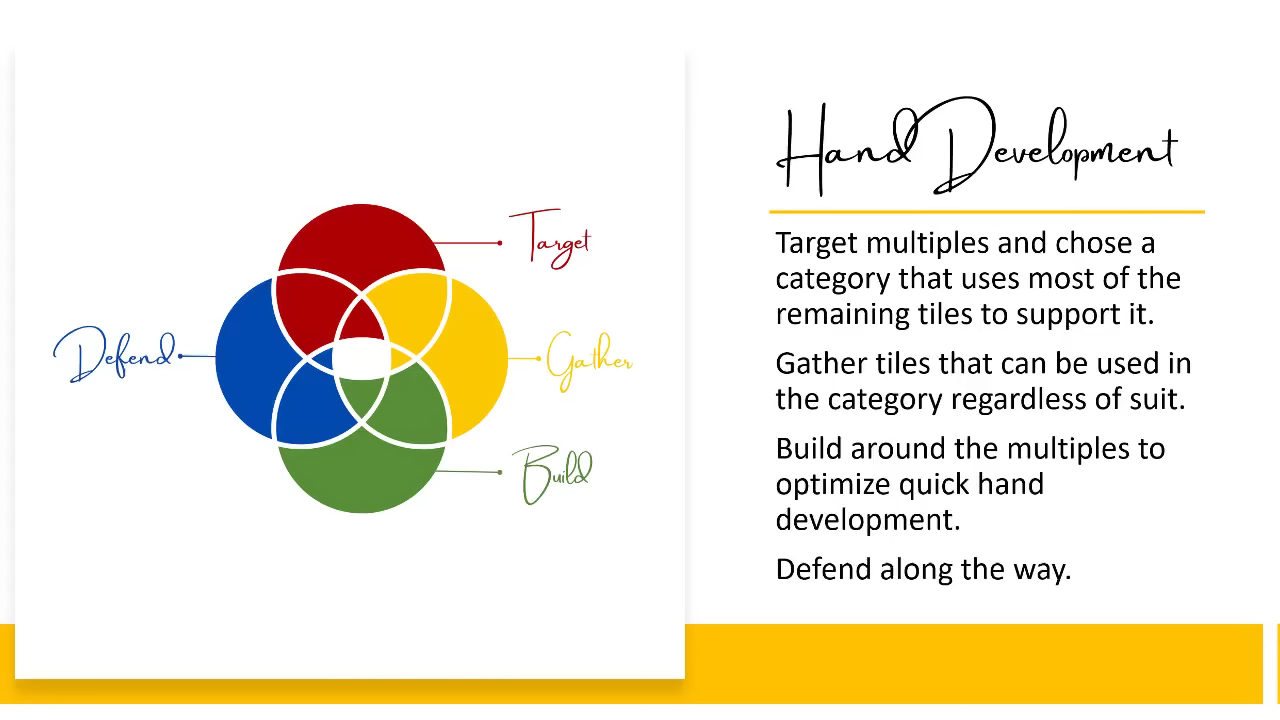 Hand Development
Target multiples and chose a
category that uses most of the
remaining tiles to support it.
Gather tiles that can be used in
the category regardless of suit.
Build around the multiples to
optimize quick hand
development.
Defend along the way.
Target
Defend
Gather
Build